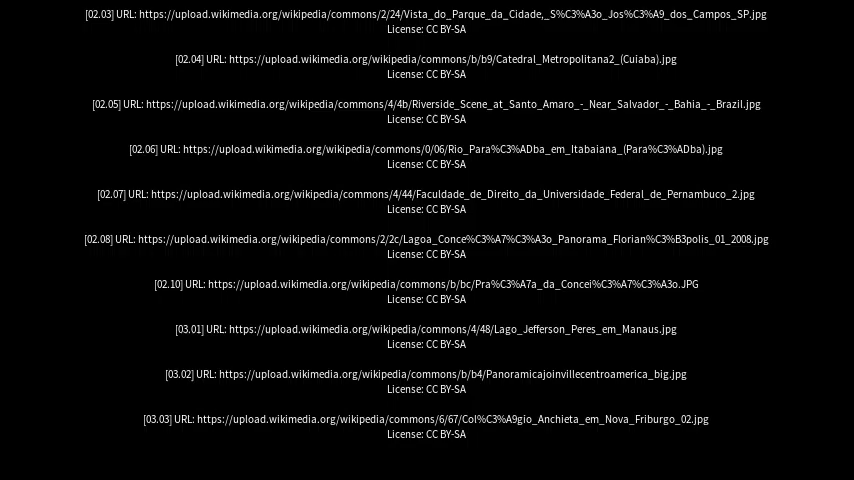 [02.03] URL: https://upload.wikimedia.org/wikipedia/commons/2/24/Vista_do_Parque_da_Cidade,_S%C3%A3o_Jos%C3%A9_dos_Campos_SP.jpg
License: CC BY-SA
[02.04] URL: https://upload.wikimedia.org/wikipedia/commons/b/b9/Catedral_Metropolitana2_(Cuiaba).jpg
License: CC BY-SA
[02.05] URL: https://upload.wikimedia.org/wikipedia/commons/4/4b/Riverside_Scene_at_Santo_Amaro_-_Near_Salvador_-_Bahia_-_Brazil.jpg
License: CC BY-SA
[02.06] URL: https://upload.wikimedia.org/wikipedia/commons/0/06/Rio_Para%C3%ADba_em_Itabaiana_(Para%C3%ADba).jpg
License: CC BY-SA
[02.07] URL: https://upload.wikimedia.org/wikipedia/commons/4/44/Faculdade_de_Direito_da_Universidade_Federal_de_Pernambuco_2.jpg
License: CC BY-SA
[02.08] URL: https://upload.wikimedia.org/wikipedia/commons/2/2c/Lagoa_Conce%C3%A7%C3%A3o_Panorama_Florian%C3%B3polis_01_2008.jpg
License: CC BY-SA
[02.10] URL: https://upload.wikimedia.org/wikipedia/commons/b/bc/Pra%C3%A7a_da_Concei%C3%A7%C3%A3o.JPG
License: CC BY-SA
[03.01] URL: https://upload.wikimedia.org/wikipedia/commons/4/48/Lago_Jefferson_Peres_em_Manaus.jpg
License: CC BY-SA
[03.02] URL: https://upload.wikimedia.org/wikipedia/commons/b/b4/Panoramicajoinvillecentroamerica_big.jpg
License: CC BY-SA
[03.03] URL: https://upload.wikimedia.org/wikipedia/commons/6/67/Col%C3%A9gio_Anchieta_em_Nova_Friburgo_02.jpg
License: CC BY-SA